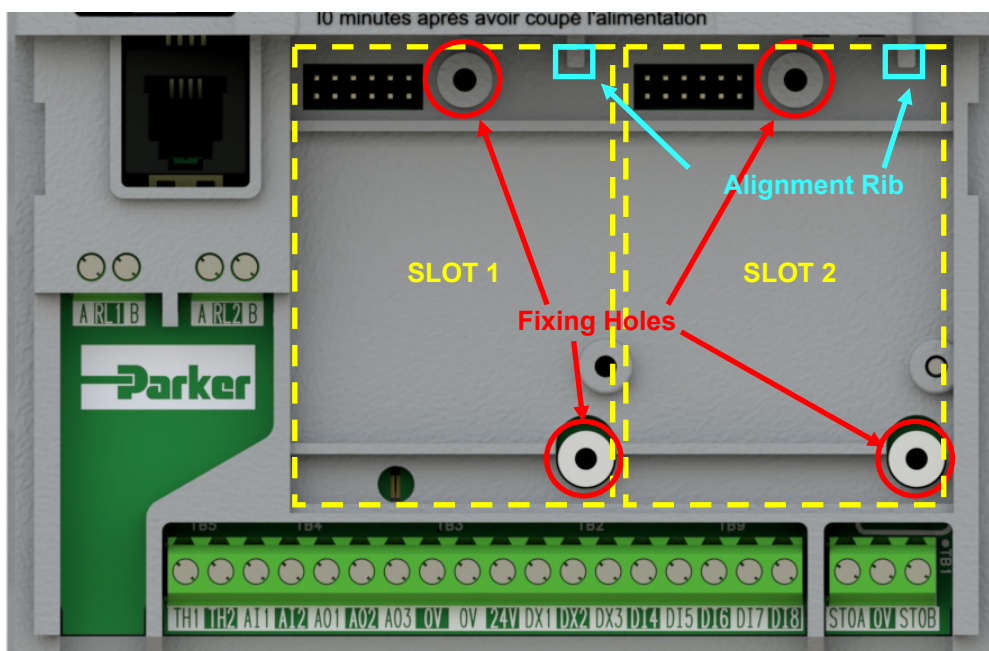 10 minutes après avoir coupé l'alimentation
Alignment Rib
SLOT 1
SLOT 2
Fixing Holes
A RL1 B
A RL2 B
Parker
TB5
TB4
TB3
TB2
TB9
TB1
TH1 TH2 AI1 AI2 AO1 AO2 AO3 0V 0V 24V DX1 DX2 DX3 DI4 DI5 DI6 DI7 DI8
STOA 0V STOB